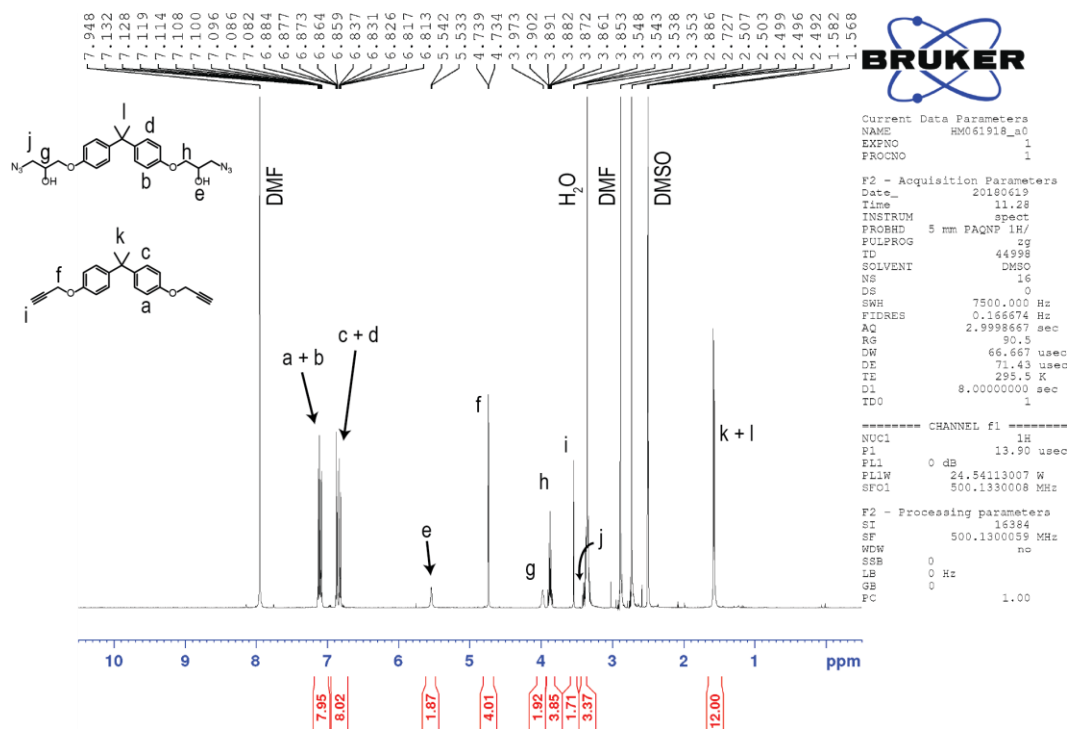 7.948
7.132
7.128
7.119
7.114
7.108
7.100
7.096
7.086
7.082
6.884
6.877
6.873
6.864
6.859
6.837
6.831
6.826
6.817
6.813
5.542
5.533
4.739
4.734
3.973
3.902
3.891
3.882
3.872
3.861
3.853
3.548
3.543
3.538
3.353
2.886
2.727
2.507
2.503
2.499
2.496
2.492
1.582
1.568
BRUKER
Current Data Parameters
NAME HM061918_a0
EXPNO 1
PROCNO 1
F2 - Acquisition Parameters
Date_ 20180619
Time 11.28
INSTRUM spect
PROBHD 5 mm PAQNP 1H/
PULPROG zg
TD 44998
SOLVENT DMSO
NS 16
DS 0
SWH 7500.000 Hz
FIDRES 0.166674 Hz
AQ 2.9998667 sec
RG 90.5
DW 66.667 usec
DE 71.43 usec
TE 295.5 K
D1 8.00000000 sec
TD0 1
======== CHANNEL f1 ========
NUC1 1H
P1 13.90 usec
PL1 0 dB
PL1W 24.54113007 W
SFO1 500.1330008 MHz
F2 - Processing parameters
SI 16384
SF 500.1300059 MHz
WDW no
SSB 0
LB 0 Hz
GB 0
PC 1.00
l
j
d
g
h
N3
O
O
N3
OH
b
OH
e
k
c
f
O
O
i
a
DMF
H2O
DMF
DMSO
a + b
c + d
f
i
k + l
h
j
e
g
10 9 8 7 6 5 4 3 2 1 ppm
7.95
8.02
1.87
4.01
1.92
3.85
1.71
3.37
12.00